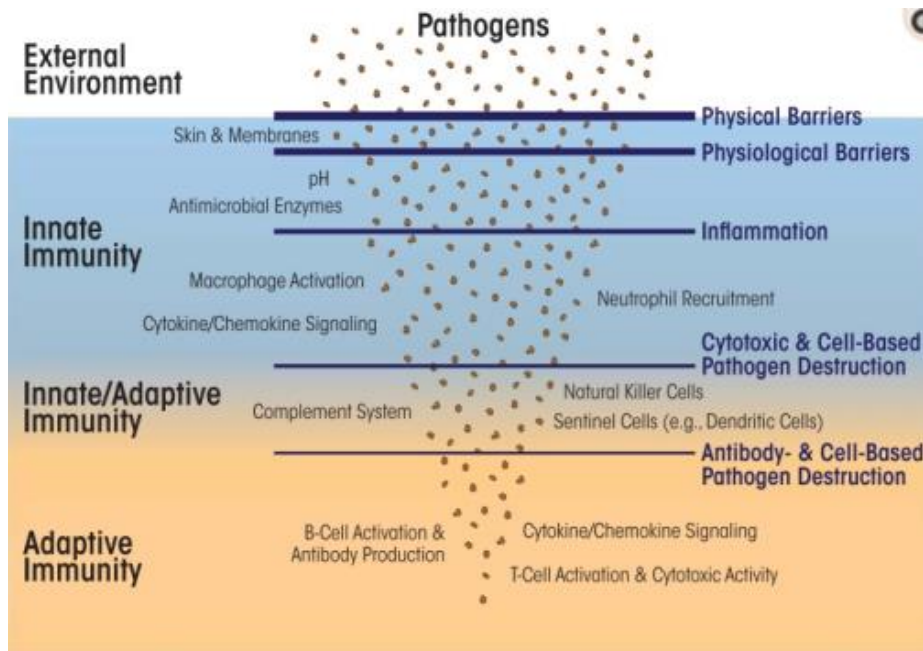 Pathogens
External
Environment
Physical Barriers
Skin & Membranes
Physiological Barriers
pH
Antimicrobial Enzymes
Innate
Immunity
Inflammation
Macrophage Activation
Neutrophil Recruitment
Cytokine/Chemokine Signaling
Cytotoxic & Cell-Based
Pathogen Destruction
Innate/Adaptive
Immunity
Natural Killer Cells
Complement System
Sentinel Cells (e.g., Dendritic Cells)
Antibody- & Cell-Based
Pathogen Destruction
Adaptive
Immunity
B-Cell Activation &
Antibody Production
Cytokine/Chemokine Signaling
T-Cell Activation & Cytotoxic Activity